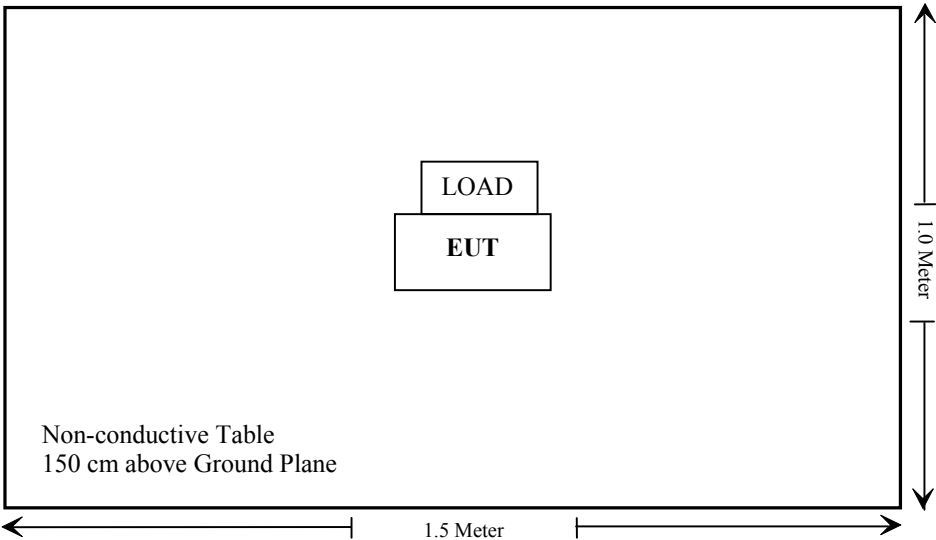 LOAD
EUT
1.0 Meter
Non-conductive Table
150 cm above Ground Plane
1.5 Meter